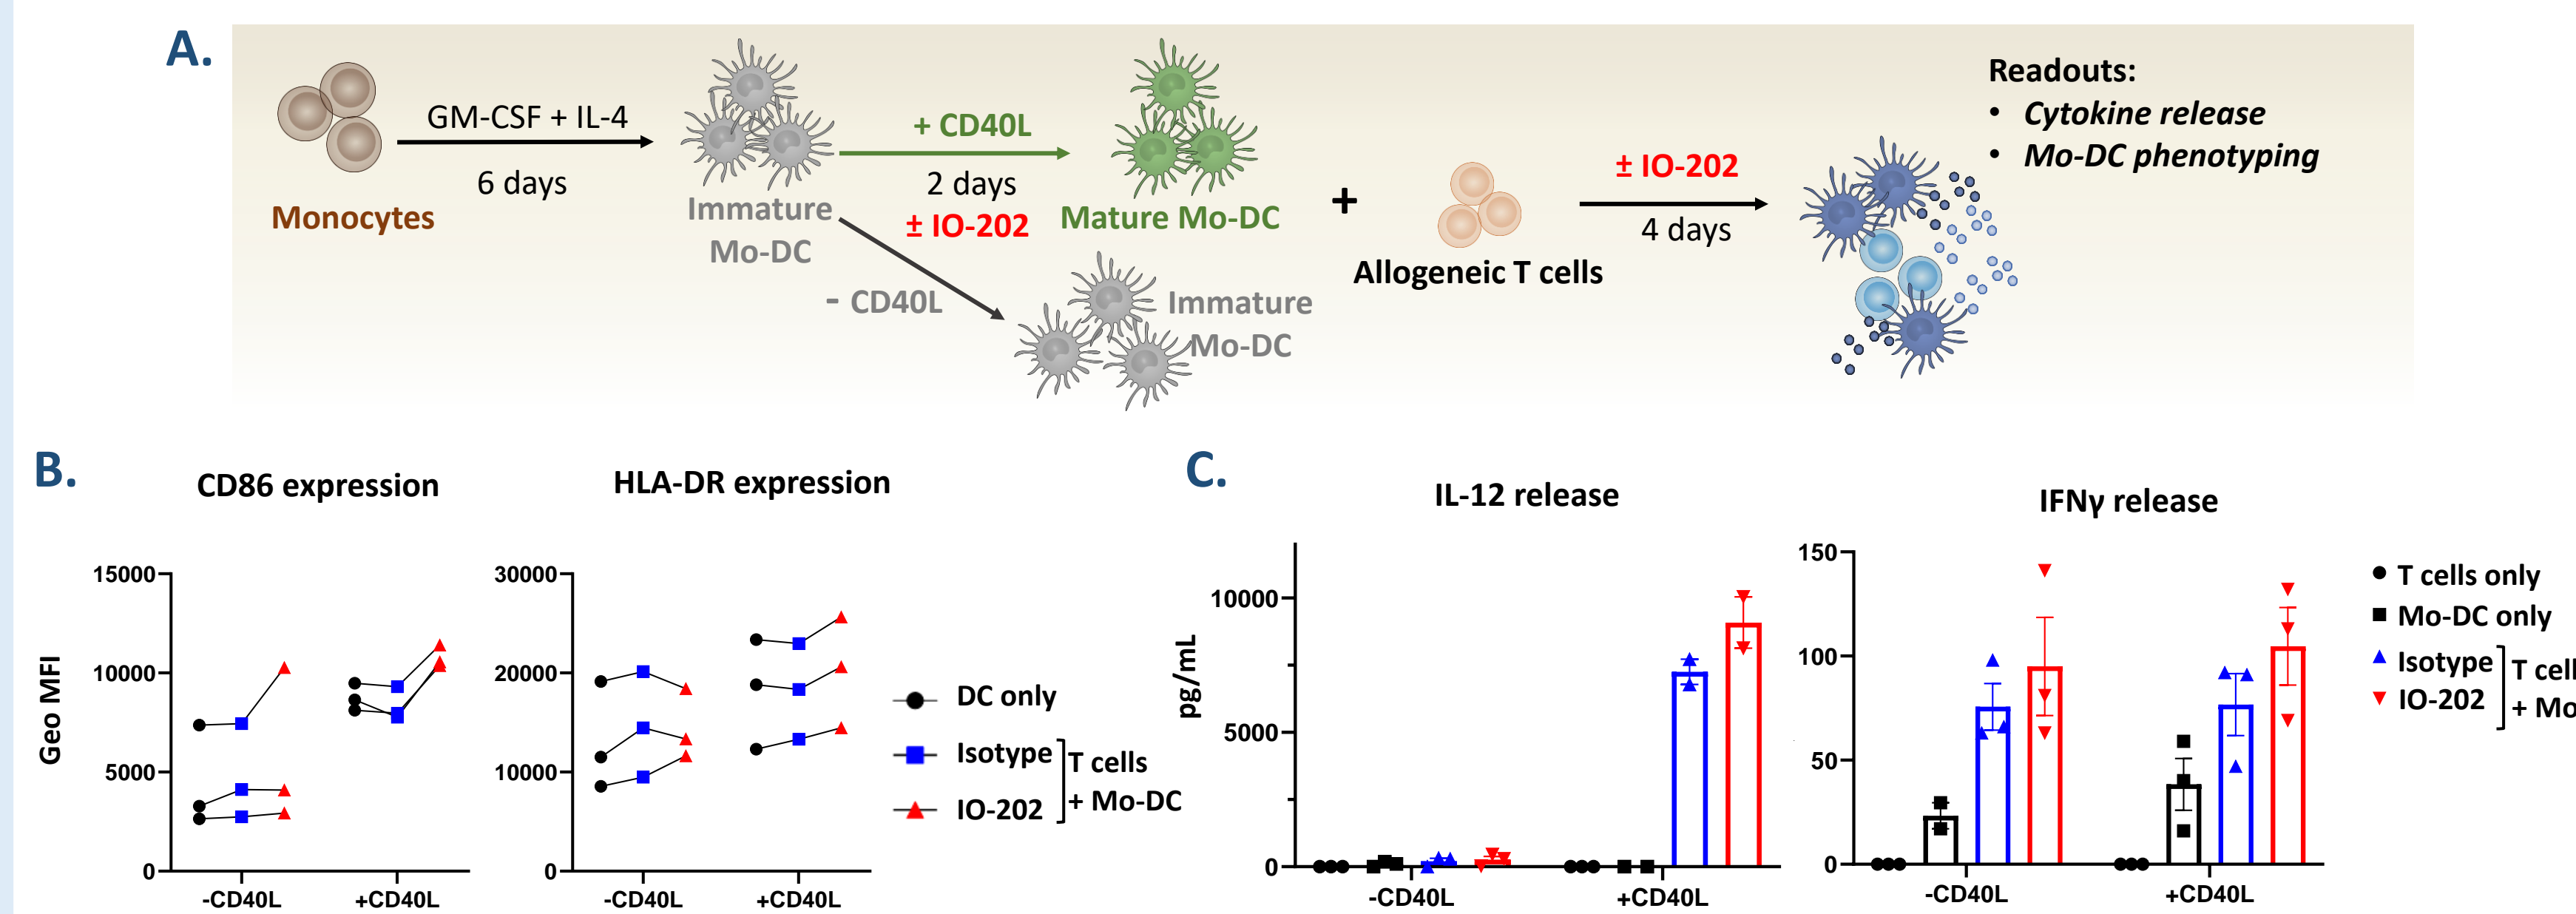 A.
Monocytes
GM-CSF + IL-4
6 days
Immature
Mo-DC
+ CD40L
2 days
± IO-202
- CD40L
Mature Mo-DC
Immature
Mo-DC
+
Allogeneic T cells
± IO-202
4 days
Readouts:
• Cytokine release
• Mo-DC phenotyping
B.
CD86 expression
Geo MFI
15000
10000
5000
0
-CD40L
+CD40L
HLA-DR expression
30000
20000
10000
0
-CD40L
+CD40L
DC only
Isotype
IO-202
T cells
+ Mo-DC
C.
IL-12 release
pg/mL
10000
5000
0
-CD40L
+CD40L
IFNγ release
150
100
50
0
-CD40L
+CD40L
T cells only
Mo-DC only
Isotype
IO-202
T cel
+ Mo